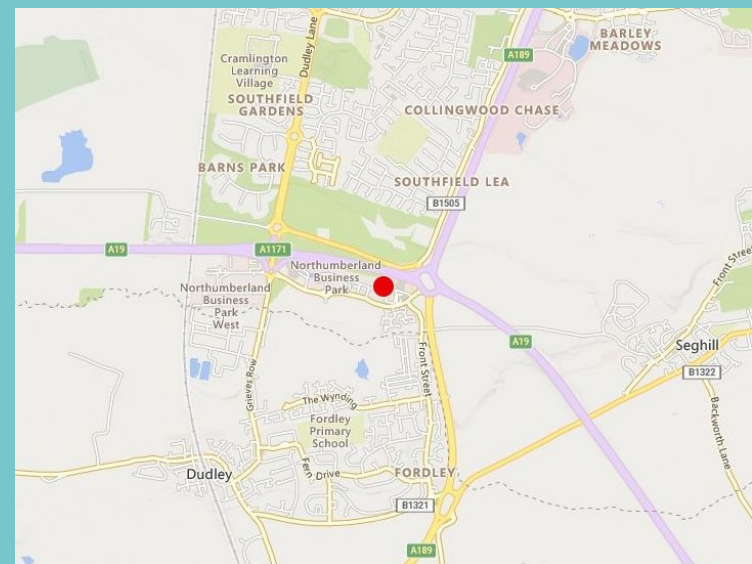 Dudley Lane
BARLEY
MEADOWS
A189
Cramlington
Learning
Village
SOUTHFIELD
GARDENS
COLLINGWOOD CHASE
BARNS PARK
SOUTHFIELD LEA
B1505
A19
A1171
Northumberland
Business
Park
Northumberland
Business
Park
West
Front Street
A19
Seghill
B1322
Grieves Row
Front Street
Backworth Lane
The Wynding
Fordley
Primary
School
Fern Drive
Dudley
FORDLEY
B1321
A189